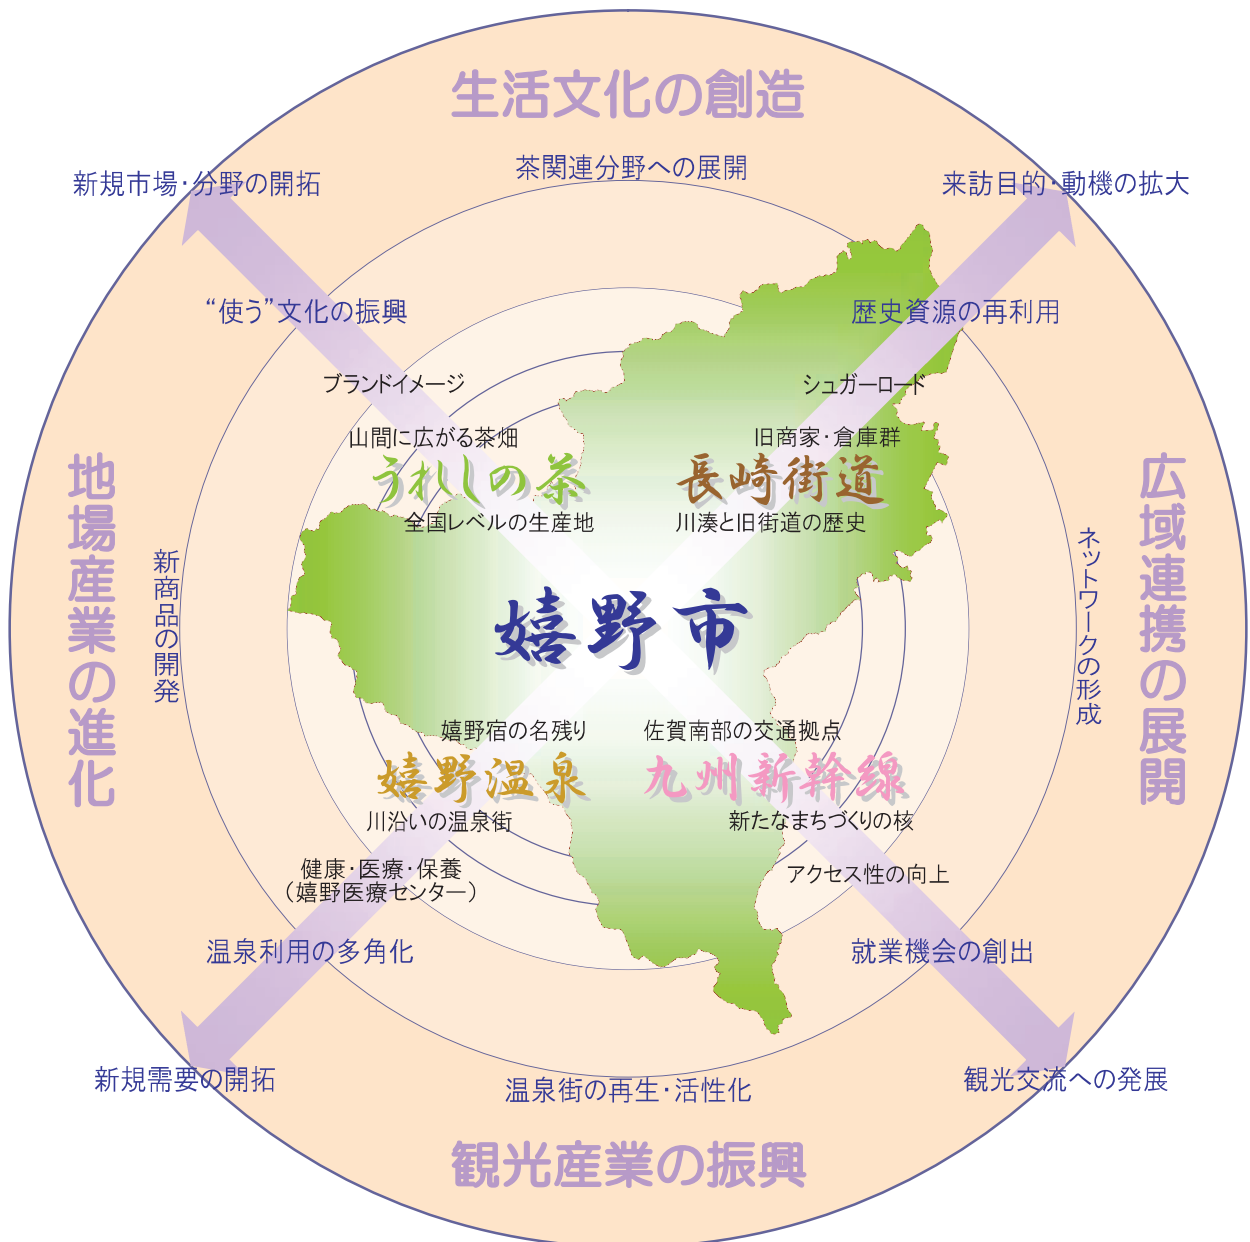 生活文化の創造
茶関連分野への展開
新規市場・分野の開拓
来訪目的・動機の拡大
“使う”文化の振興
歴史資源の再利用
ブランドイメージ
シュガーロード
山間に広がる茶畑
旧商家・倉庫群
うれしの茶
長崎街道
全国レベルの生産地
川湊と旧街道の歴史
地場産業の進化
新商品の開発
嬉野市
ネットワークの形成
広域連携の展開
嬉野宿の名残り
佐賀南部の交通拠点
嬉野温泉
九州新幹線
川沿いの温泉街
新たなまちづくりの核
健康・医療・保養
（嬉野医療センター）
アクセス性の向上
温泉利用の多角化
就業機会の創出
新規需要の開拓
温泉街の再生・活性化
観光交流への発展
観光産業の振興